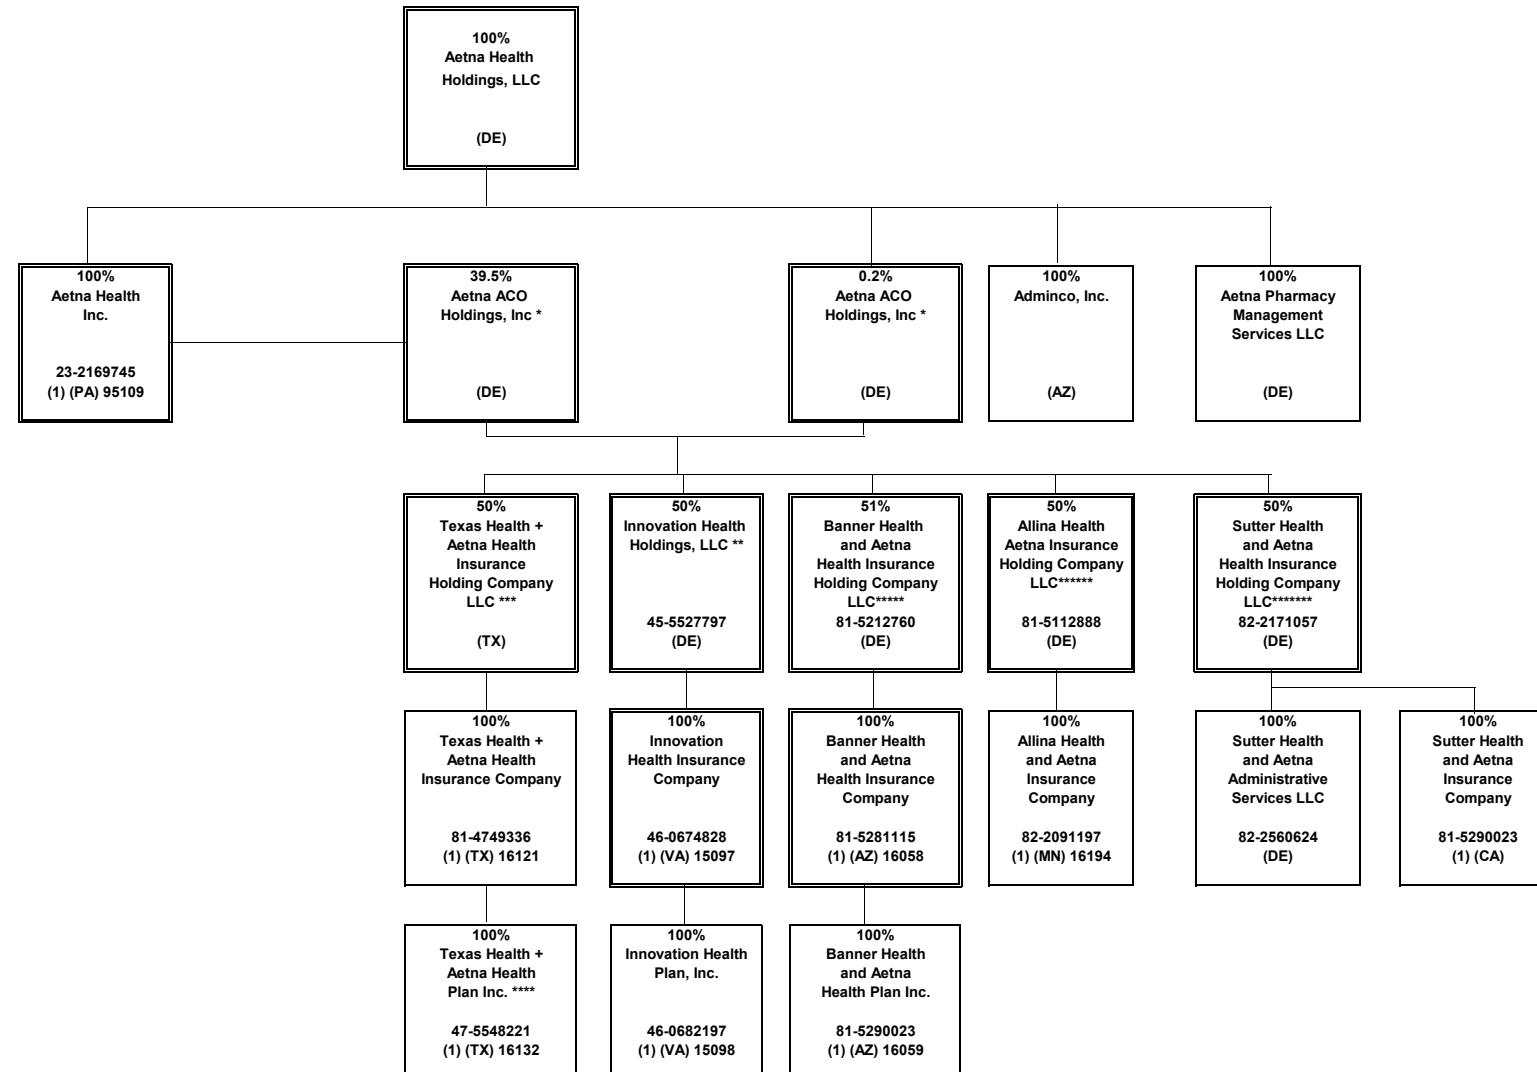 100%
Aetna Health
Holdings, LLC
(DE)
100%
Aetna Health
Inc.
23-2169745
(1) (PA) 95109
39.5%
Aetna ACO
Holdings, Inc *
(DE)
0.2%
Aetna ACO
Holdings, Inc *
(DE)
100%
Adminco, Inc.
(AZ)
100%
Aetna Pharmacy
Management
Services LLC
(DE)
50%
Texas Health +
Aetna Health
Insurance
Holding Company
LLC ***
(TX)
50%
Innovation Health
Holdings, LLC **
45-5527797
(DE)
51%
Banner Health
and Aetna
Health Insurance
Holding Company
LLC*****
81-5212760
(DE)
50%
Allina Health
Aetna Insurance
Holding Company
LLC******
81-5112888
(DE)
50%
Sutter Health
and Aetna
Health Insurance
Holding Company
LLC*******
82-2171057
(DE)
100%
Texas Health +
Aetna Health
Insurance Company
81-4749336
(1) (TX) 16121
100%
Innovation
Health Insurance
Company
46-0674828
(1) (VA) 15097
100%
Banner Health
and Aetna
Health Insurance
Company
81-5281115
(1) (AZ) 16058
100%
Allina Health
and Aetna
Insurance
Company
82-2091197
(1) (MN) 16194
100%
Sutter Health
and Aetna
Administrative
Services LLC
82-2560624
(DE)
100%
Sutter Health
and Aetna
Insurance
Company
81-5290023
(1) (CA)
100%
Texas Health +
Aetna Health
Plan Inc. ****
47-5548221
(1) (TX) 16132
100%
Innovation Health
Plan, Inc.
46-0682197
(1) (VA) 15098
100%
Banner Health
and Aetna
Health Plan Inc.
81-5290023
(1) (AZ) 16059